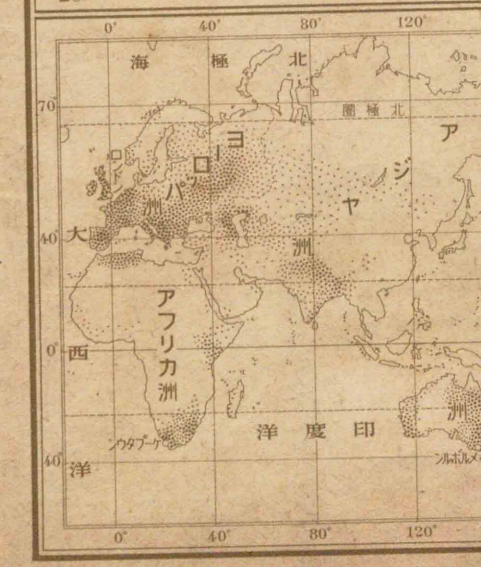 0° 40° 80° 120°
海極北
70
北極圏
ア
ジ
ヤ
洲
ヨーロッパ洲
ロンドン
大西洋
40
0°
アフリカ洲
ケープタウン
洋度印
洲
メルボルン
40
0° 40° 80° 120°